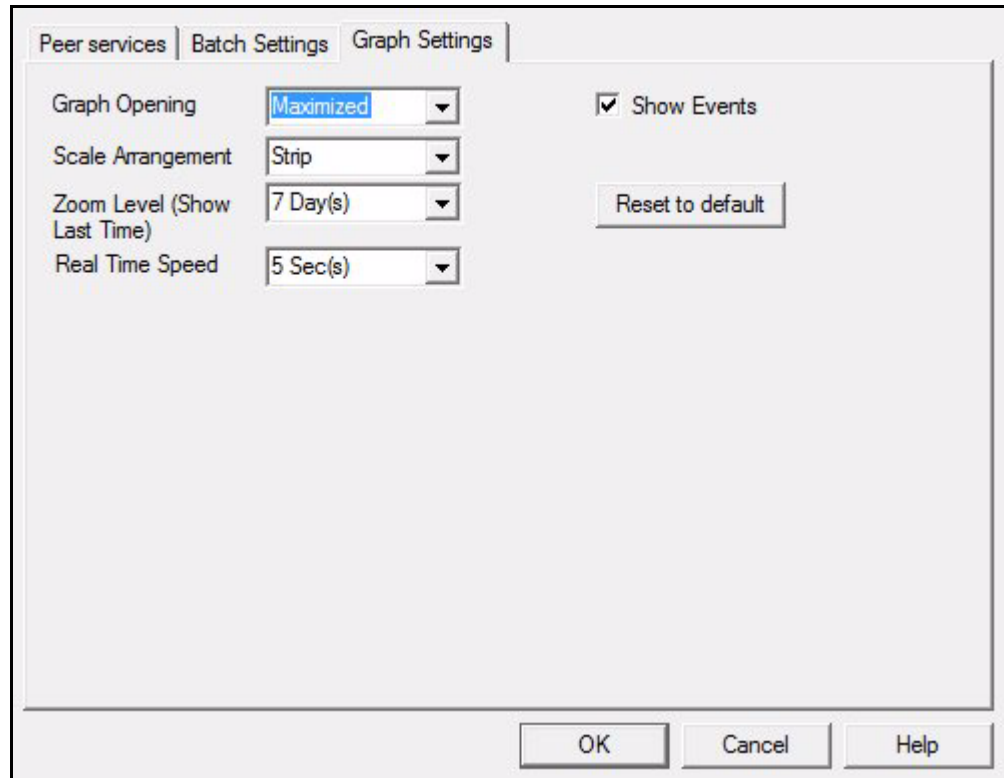 Peer services
Batch Settings
Graph Settings
Graph Opening
Maximized
Show Events
Scale Arrangement
Strip
Zoom Level (Show
Last Time)
7 Day(s)
Reset to default
Real Time Speed
5 Sec(s)
OK
Cancel
Help